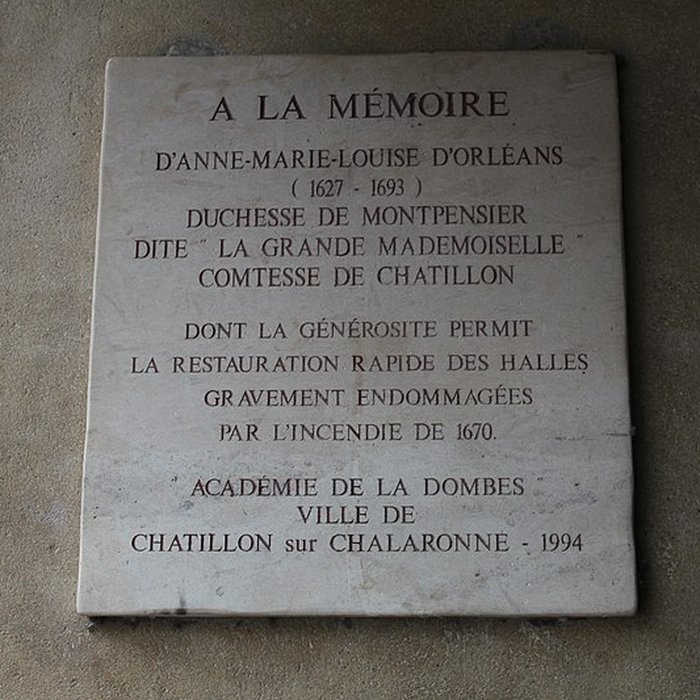 A LA MÉMOIRE
D'ANNE-MARIE-LOUISE D'ORLÉANS
( 1627 - 1693 )
DUCHESSE DE MONTPENSIER
DITE " LA GRANDE MADEMOISELLE "
COMTESSE DE CHATILLON
DONT LA GÉNÉROSITE PERMIT
LA RESTAURATION RAPIDE DES HALLES
GRAVEMENT ENDOMMAGÉES
PAR L'INCENDIE DE 1670.
ACADÉMIE DE LA DOMBES
VILLE DE
CHATILLON sur CHALARONNE - 1994